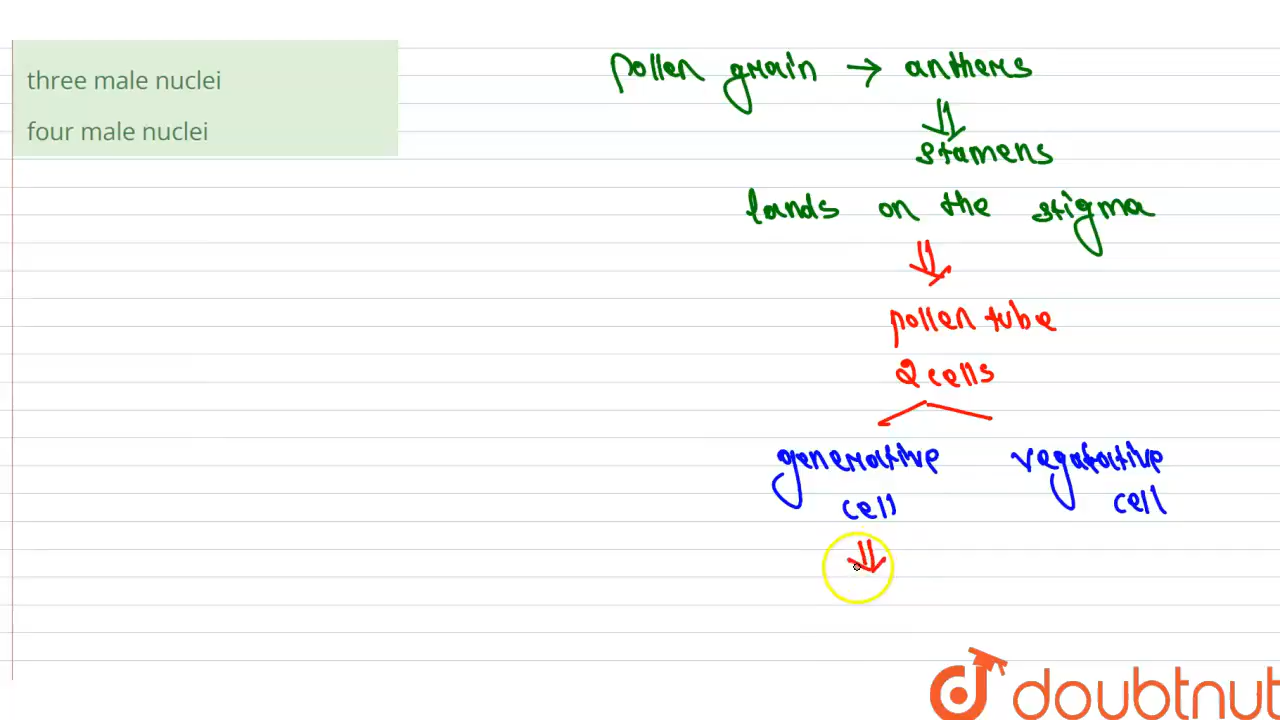 three male nuclei
four male nuclei
pollen grain → anthers
stamens
lands on the stigma
pollen tube
2 cells
generative vegatative
cell cell
doubtnut